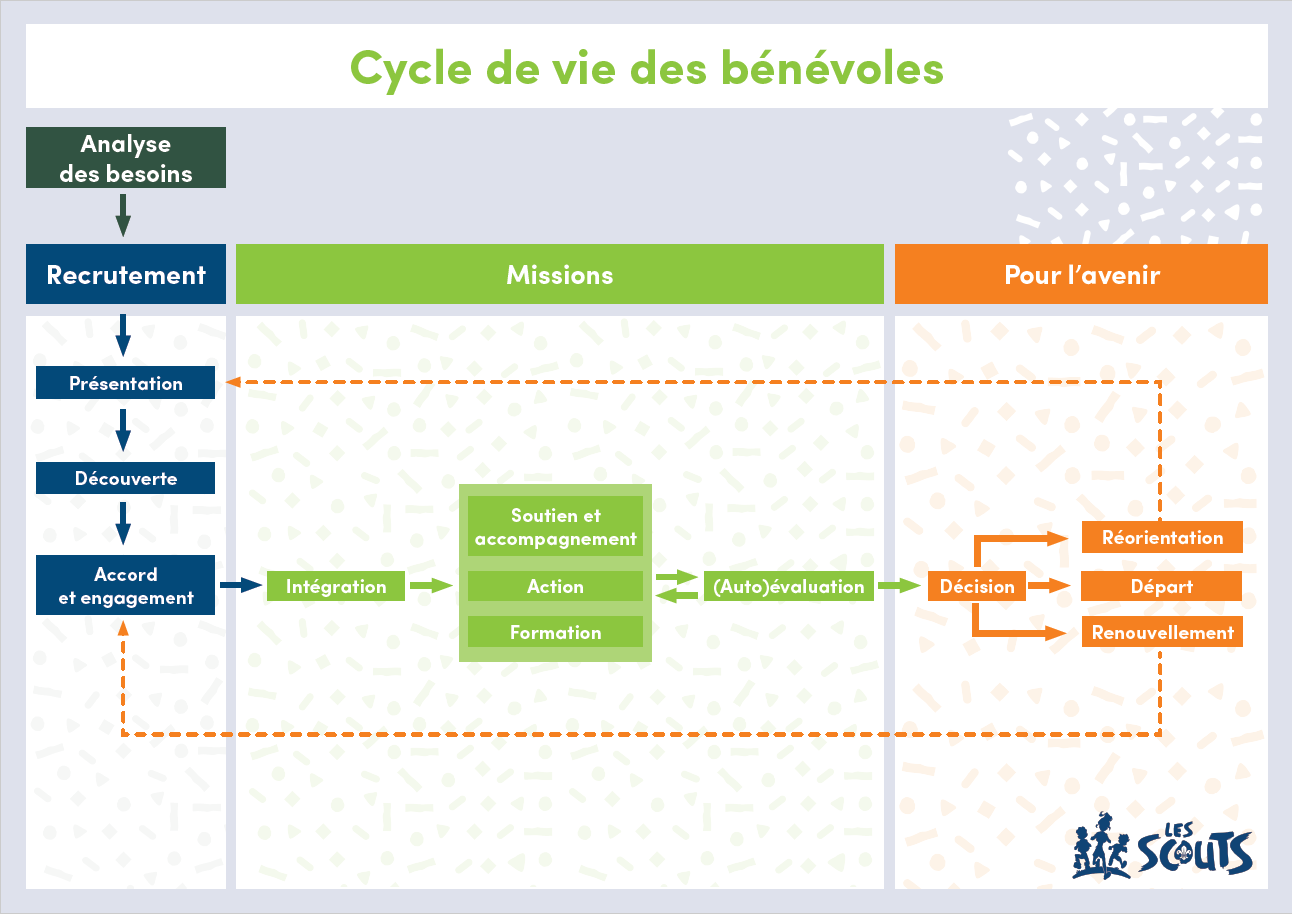 Cycle de vie des bénévoles
Analyse
des besoins
Recrutement
Missions
Pour l'avenir
Présentation
Découverte
Accord
et engagement
Intégration
Soutien et
accompagnement
Action
Formation
(Auto)évaluation
Décision
Réorientation
Départ
Renouvellement
LES
SCOUTS